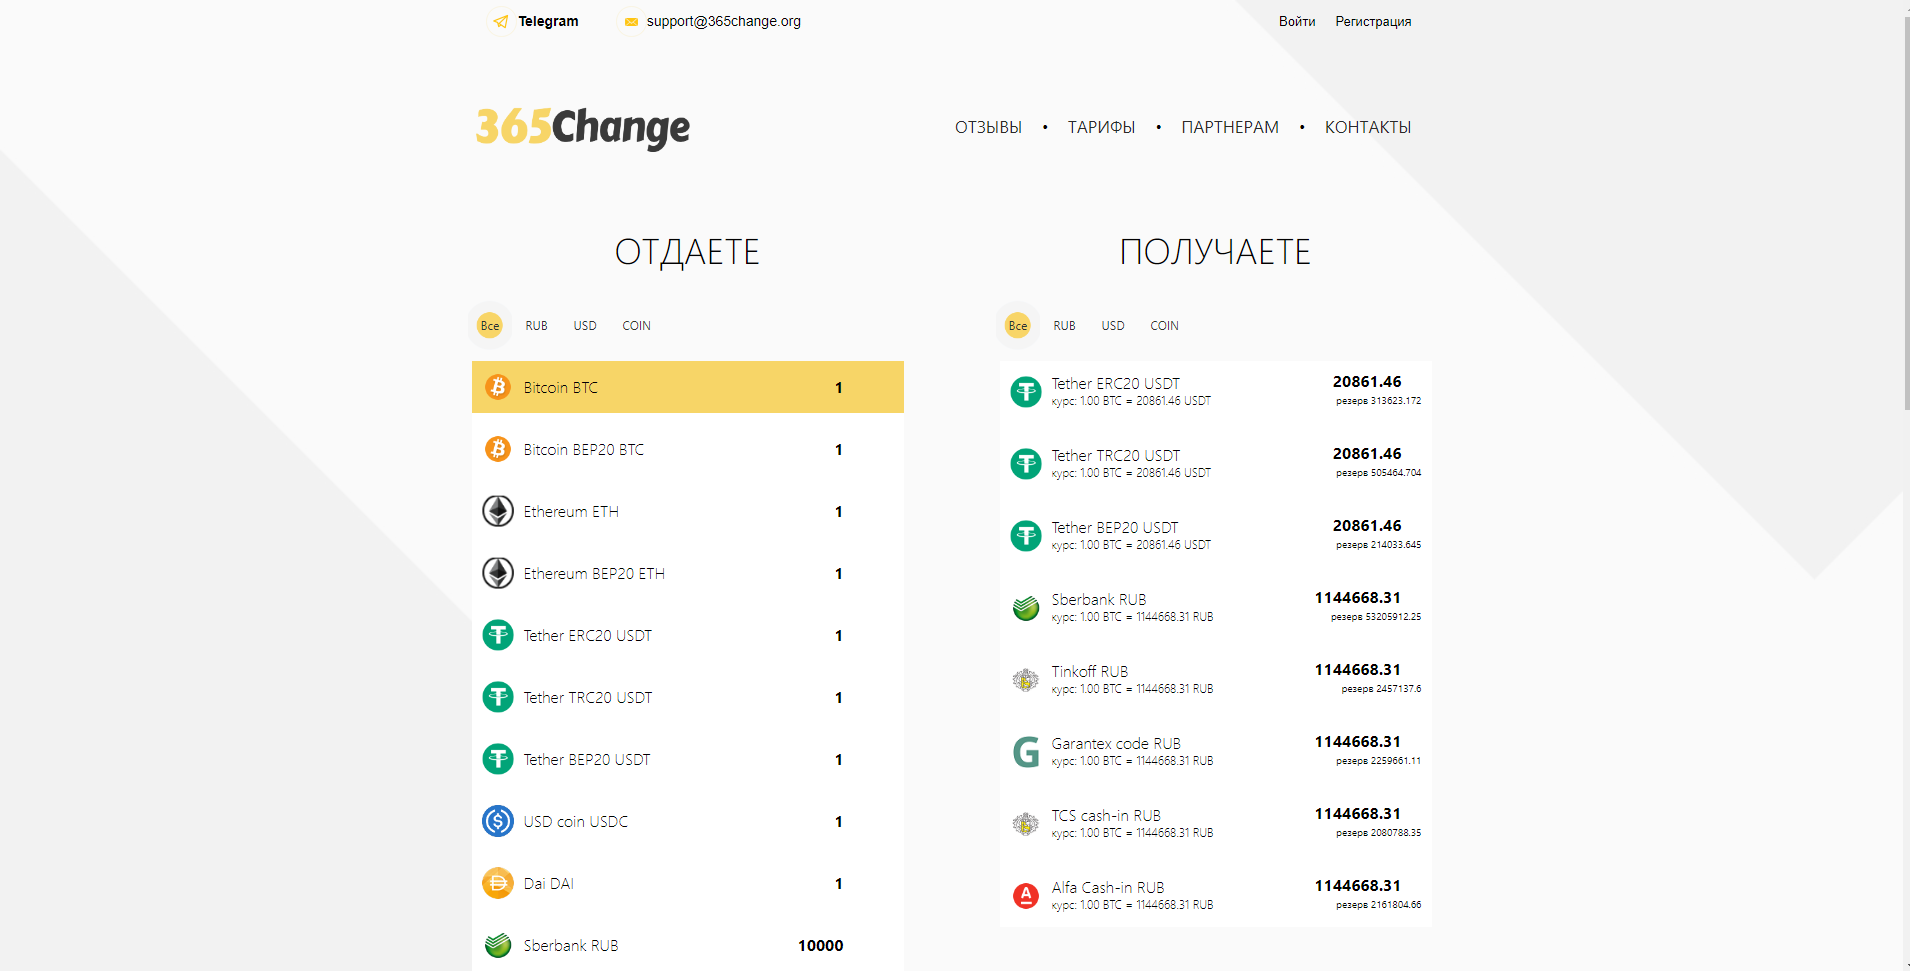 Telegram support@365change.org Войти Регистрация
365Change ОТЗЫВЫ • ТАРИФЫ • ПАРТНЕРАМ • КОНТАКТЫ
ОТДАЕТЕ
Все RUB USD COIN
Bitcoin BTC 1
Bitcoin BEP20 BTC 1
Ethereum ETH 1
Ethereum BEP20 ETH 1
Tether ERC20 USDT 1
Tether TRC20 USDT 1
Tether BEP20 USDT 1
USD coin USDC 1
Dai DAI 1
Sberbank RUB 10000
ПОЛУЧАЕТЕ
Все RUB USD COIN
Tether ERC20 USDT 20861.46
курс: 1.00 BTC = 20861.46 USDT резерв 313623.172
Tether TRC20 USDT 20861.46
курс: 1.00 BTC = 20861.46 USDT резерв 505464.704
Tether BEP20 USDT 20861.46
курс: 1.00 BTC = 20861.46 USDT резерв 214033.645
Sberbank RUB 1144668.31
курс: 1.00 BTC = 1144668.31 RUB резерв 53205912.25
Tinkoff RUB 1144668.31
курс: 1.00 BTC = 1144668.31 RUB резерв 2457137.6
Garantex code RUB 1144668.31
курс: 1.00 BTC = 1144668.31 RUB резерв 2259661.11
TCS cash-in RUB 1144668.31
курс: 1.00 BTC = 1144668.31 RUB резерв 2080788.35
Alfa Cash-in RUB 1144668.31
курс: 1.00 BTC = 1144668.31 RUB резерв 2161804.66